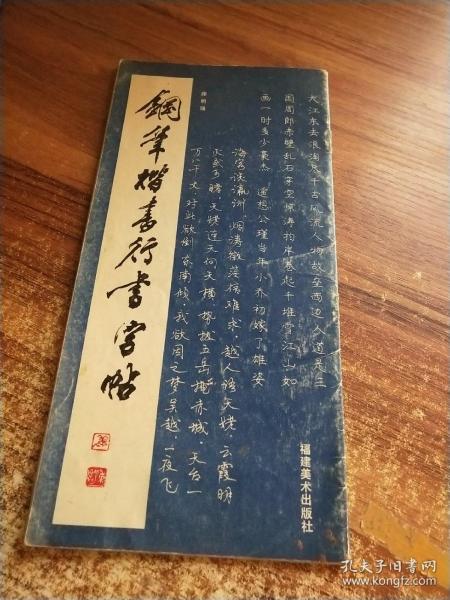 鋼筆楷書行書字帖
大江东去浪淘尽千古风流人物故垒西边人道是三
国周郎赤壁乱石穿空惊涛拍岸卷起千堆雪江山如
画一时多少豪杰 遥想公瑾当年小乔初嫁了雄姿
海客谈瀛洲,烟涛微茫信难求,越人语天姥,云霞明
灭或可睹,天姥连天向天横,势拔五岳掩赤城,天台一
万八千丈,对此欲倒东南倾,我欲因之梦吴越,一夜飞
福建美术出版社
孔夫子旧书网
www.kongfz.com